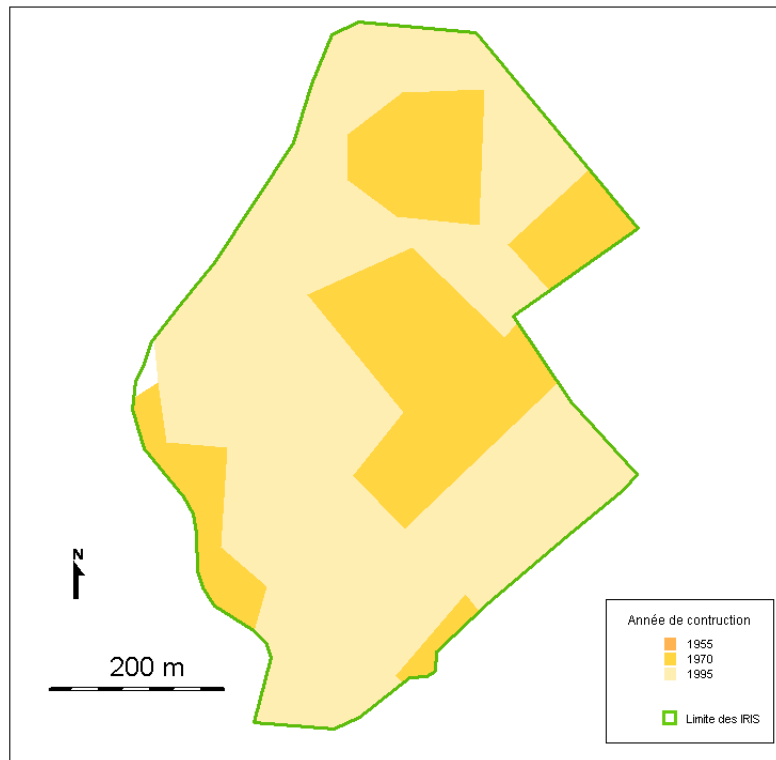 N
200 m
Année de contruction
1955
1970
1995
Limite des IRIS